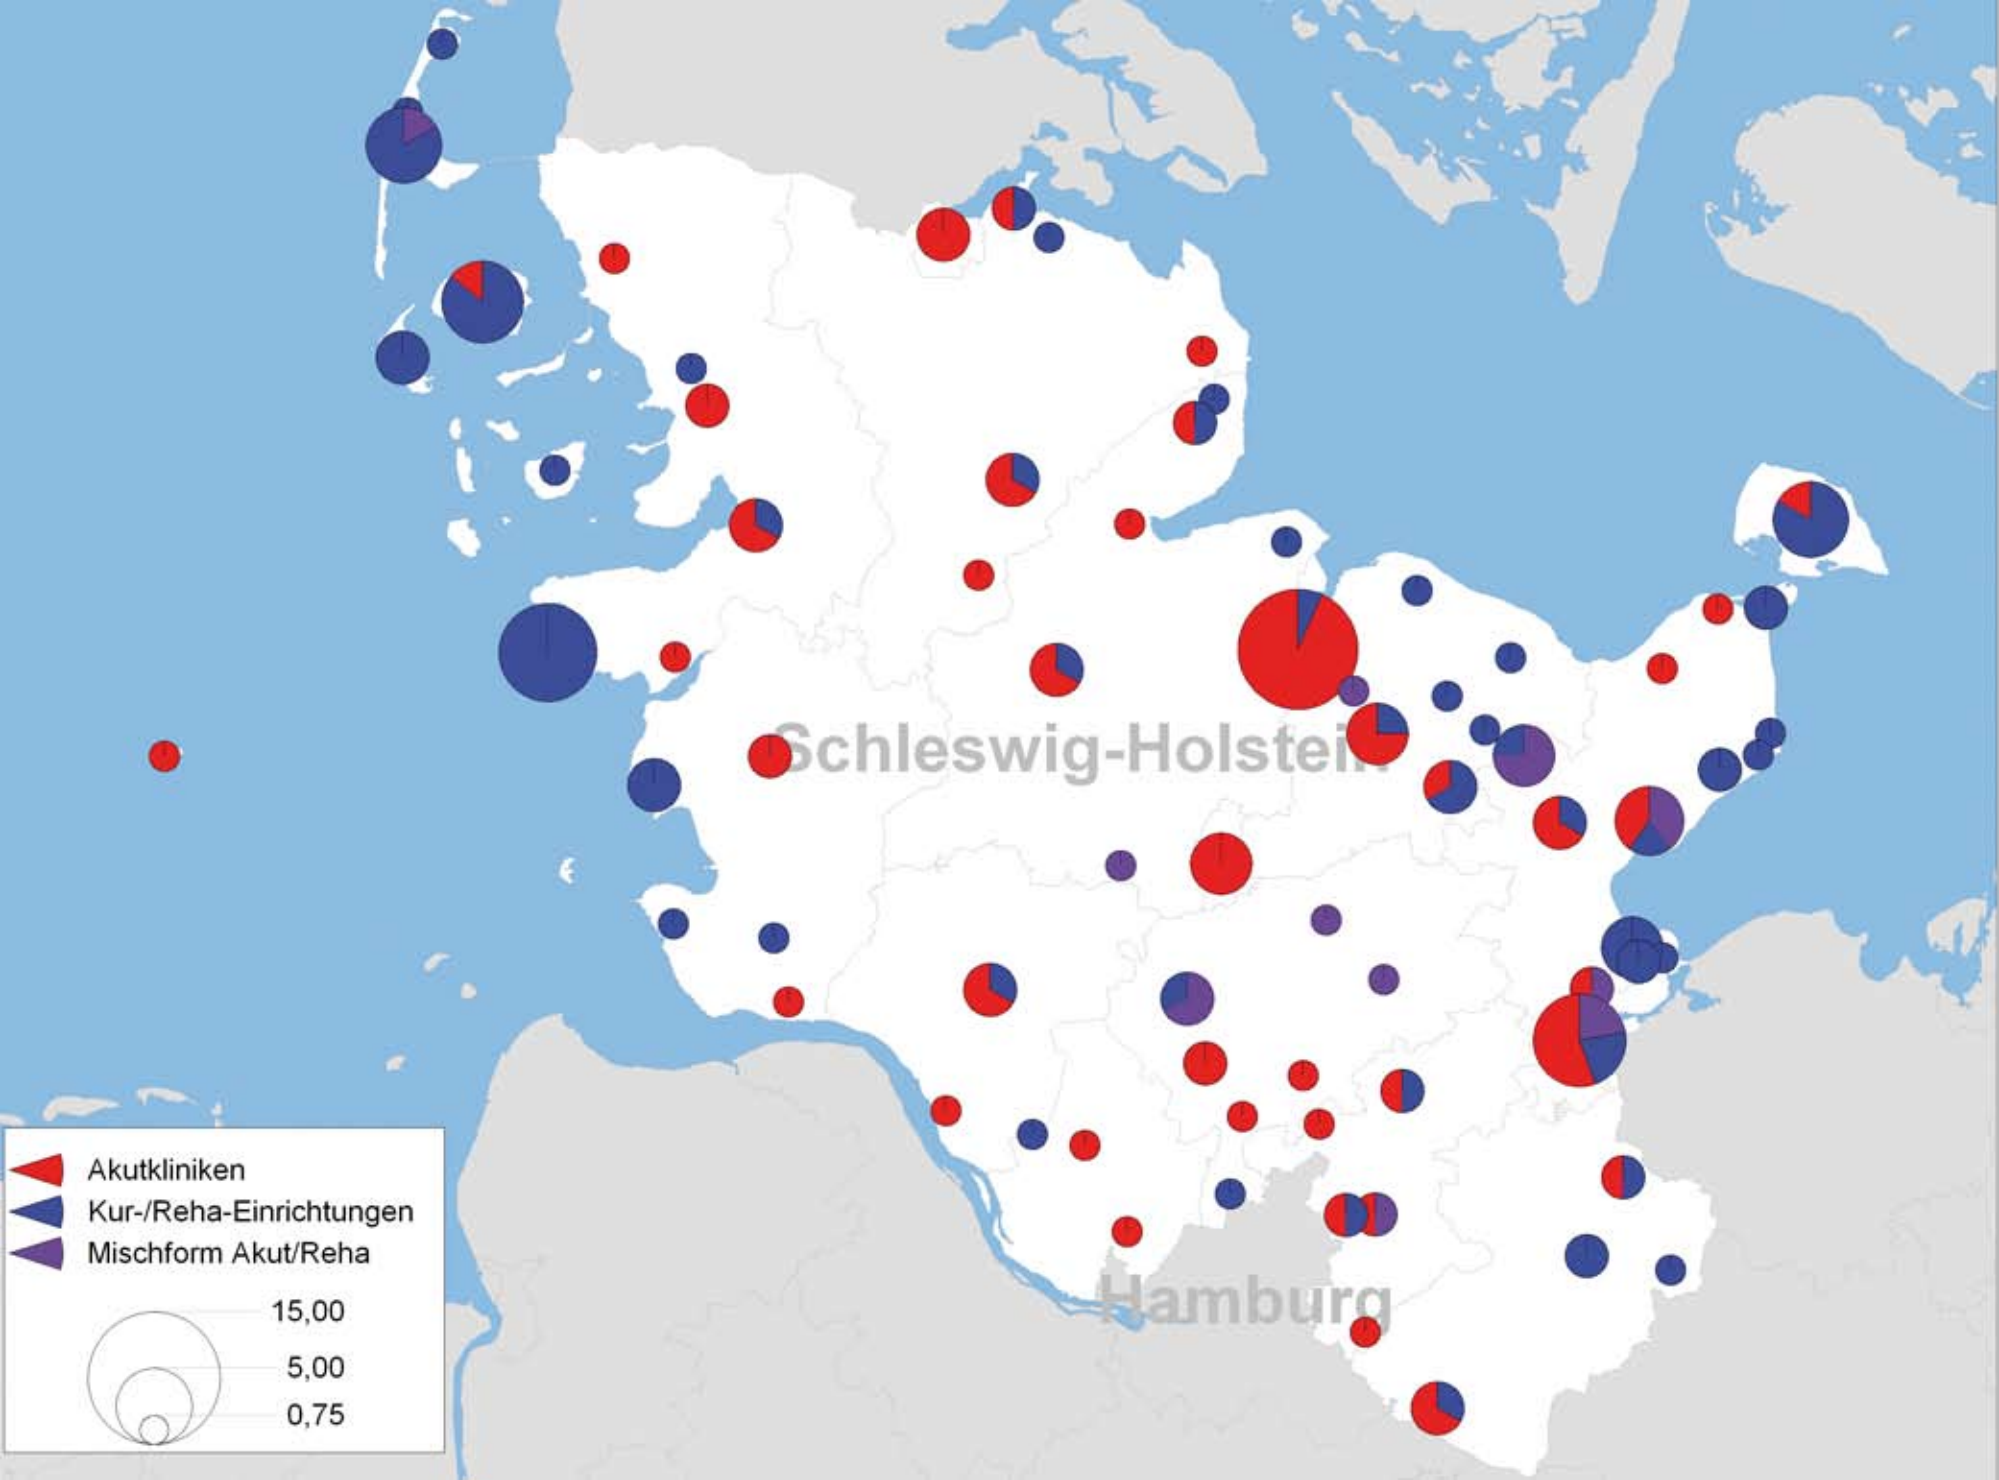 Schleswig-Holstein
Hamburg
Akutkliniken
Kur-/Reha-Einrichtungen
Mischform Akut/Reha
15,00
5,00
0,75